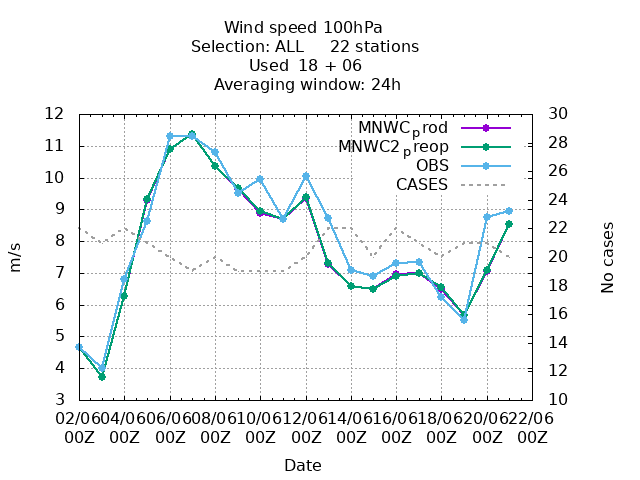 Wind speed 100hPa
Selection: ALL 22 stations
Used 18 + 06
Averaging window: 24h
MNWCprod
MNWC2preop
OBS
CASES
12
11
10
9
8
7
6
5
4
3
m/s
30
28
26
24
22
20
18
16
14
12
10
No cases
02/06 04/06 06/06 08/06 10/06 12/06 14/06 16/06 18/06 20/06 22/06
00Z 00Z 00Z 00Z 00Z 00Z 00Z 00Z 00Z 00Z 00Z
Date